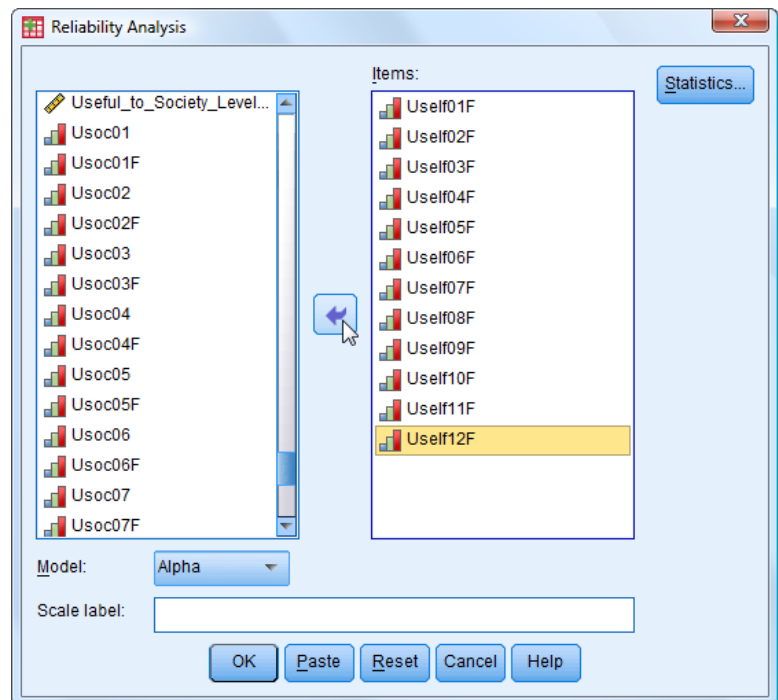 Reliability Analysis
Items:
Statistics...
Useful_to_Society_Level...
Usoc01
Usoc01F
Usoc02
Usoc02F
Usoc03
Usoc03F
Usoc04
Usoc04F
Usoc05
Usoc05F
Usoc06
Usoc06F
Usoc07
Usoc07F
Uself01F
Uself02F
Uself03F
Uself04F
Uself05F
Uself06F
Uself07F
Uself08F
Uself09F
Uself10F
Uself11F
Uself12F
Model: Alpha
Scale label:
OK Paste Reset Cancel Help